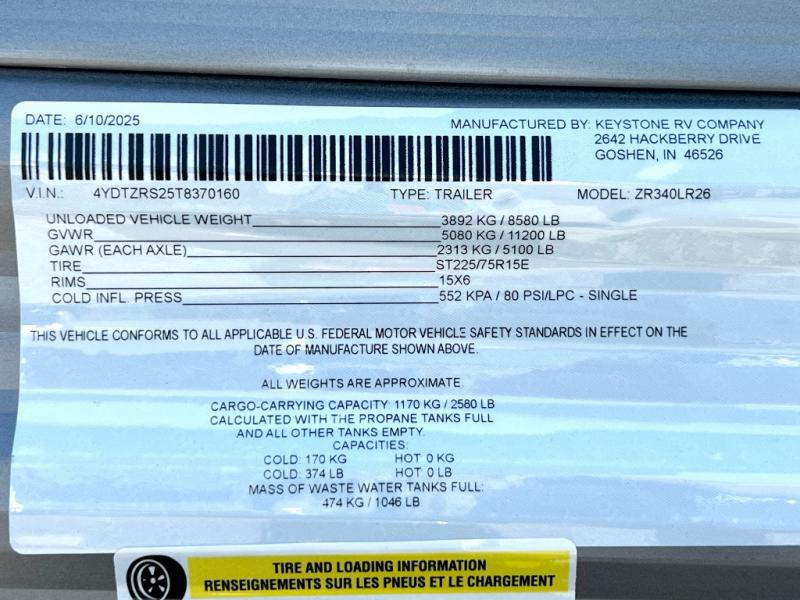 DATE: 6/10/2025
MANUFACTURED BY: KEYSTONE RV COMPANY
2642 HACKBERRY DRIVE
GOSHEN, IN 46526
V.I.N.: 4YDTZRS25T8370160 TYPE: TRAILER MODEL: ZR340LR26
UNLOADED VEHICLE WEIGHT 3892 KG / 8580 LB
GVWR 5080 KG / 11200 LB
GAWR (EACH AXLE) 2313 KG / 5100 LB
TIRE ST225/75R15E
RIMS 15X6
COLD INFL. PRESS 552 KPA / 80 PSI/LPC - SINGLE
THIS VEHICLE CONFORMS TO ALL APPLICABLE U.S. FEDERAL MOTOR VEHICLE SAFETY STANDARDS IN EFFECT ON THE
DATE OF MANUFACTURE SHOWN ABOVE.
ALL WEIGHTS ARE APPROXIMATE.
CARGO-CARRYING CAPACITY: 1170 KG / 2580 LB
CALCULATED WITH THE PROPANE TANKS FULL
AND ALL OTHER TANKS EMPTY.
CAPACITIES:
COLD: 170 KG HOT: 0 KG
COLD: 374 LB HOT: 0 LB
MASS OF WASTE WATER TANKS FULL:
474 KG / 1046 LB
TIRE AND LOADING INFORMATION
RENSEIGNEMENTS SUR LES PNEUS ET LE CHARGEMENT